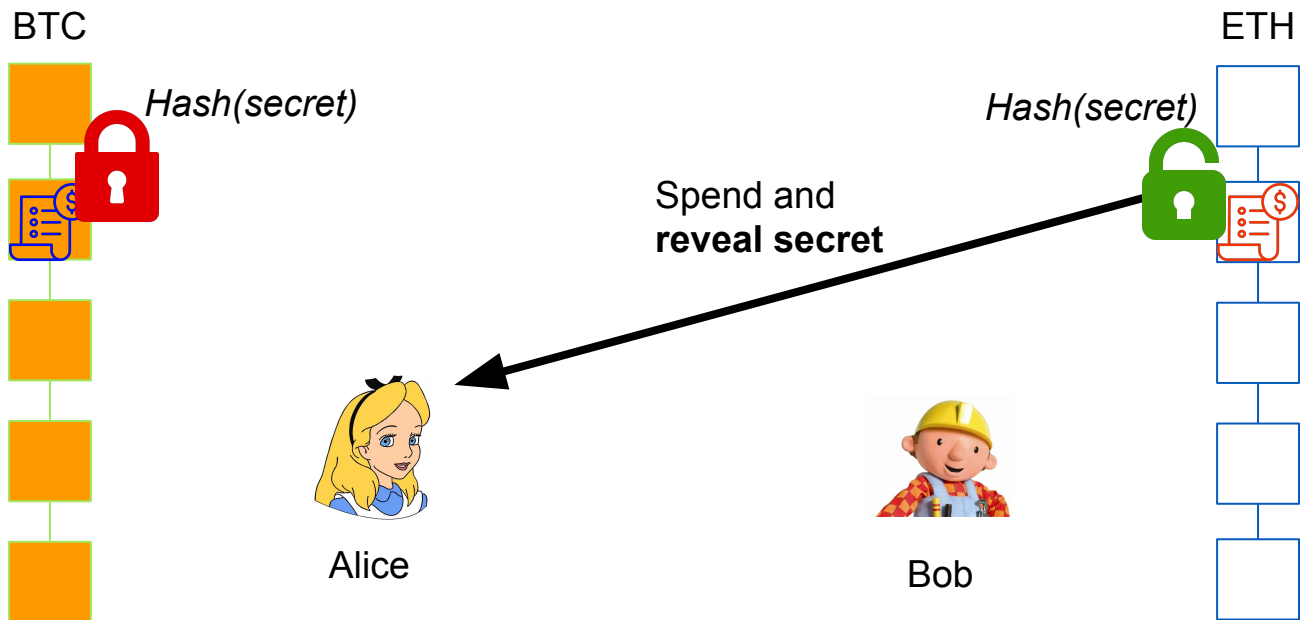 BTC
ETH
Hash(secret)
Hash(secret)
$
$
Spend and
reveal secret
Alice
Bob